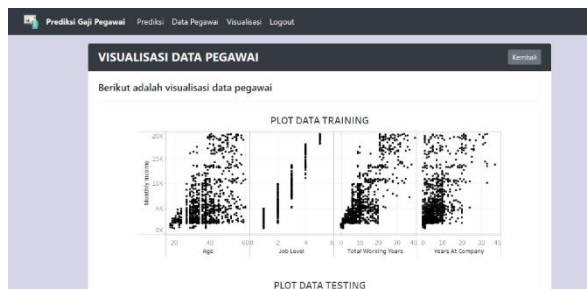 Prediksi Gaji Pegawai Prediksi Data Pegawai Visualisasi Logout
VISUALISASI DATA PEGAWAI Kembali
Berikut adalah visualisasi data pegawai
PLOT DATA TRAINING
Monthly Income
20K
15K
10K
5K
0K
20 40 60 0 2 4 6 0 10 20 30 40 0 10 20 30 40
Age Job Level Total Working Years Years At Company
PLOT DATA TESTING